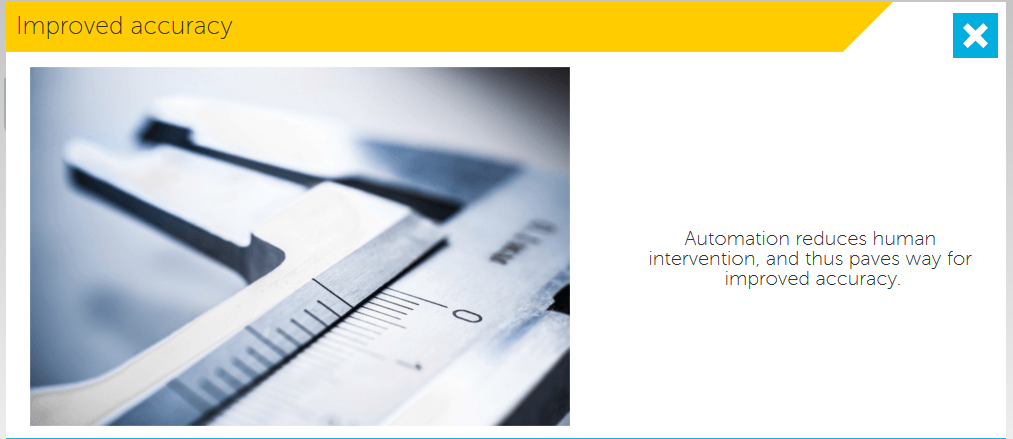 Improved accuracy
Automation reduces human
intervention, and thus paves way for
improved accuracy.
0